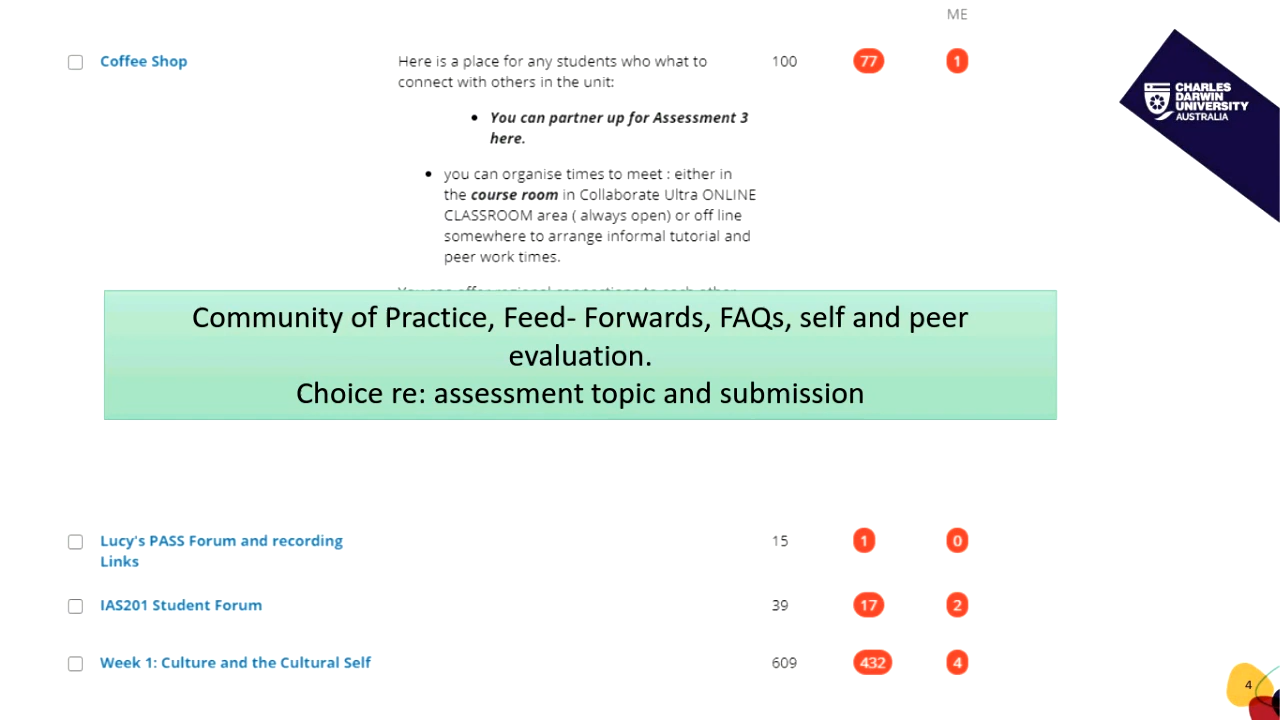 ME
Coffee Shop
Here is a place for any students who what to
connect with others in the unit:
100
77
1
• You can partner up for Assessment 3
here.
• you can organise times to meet : either in
the course room in Collaborate Ultra ONLINE
CLASSROOM area ( always open) or off line
somewhere to arrange informal tutorial and
peer work times.
CHARLES
DARWIN
UNIVERSITY
AUSTRALIA
Community of Practice, Feed- Forwards, FAQs, self and peer
evaluation.
Choice re: assessment topic and submission
Lucy's PASS Forum and recording
Links
15
1
0
IAS201 Student Forum
39
17
2
Week 1: Culture and the Cultural Self
609
432
4
4